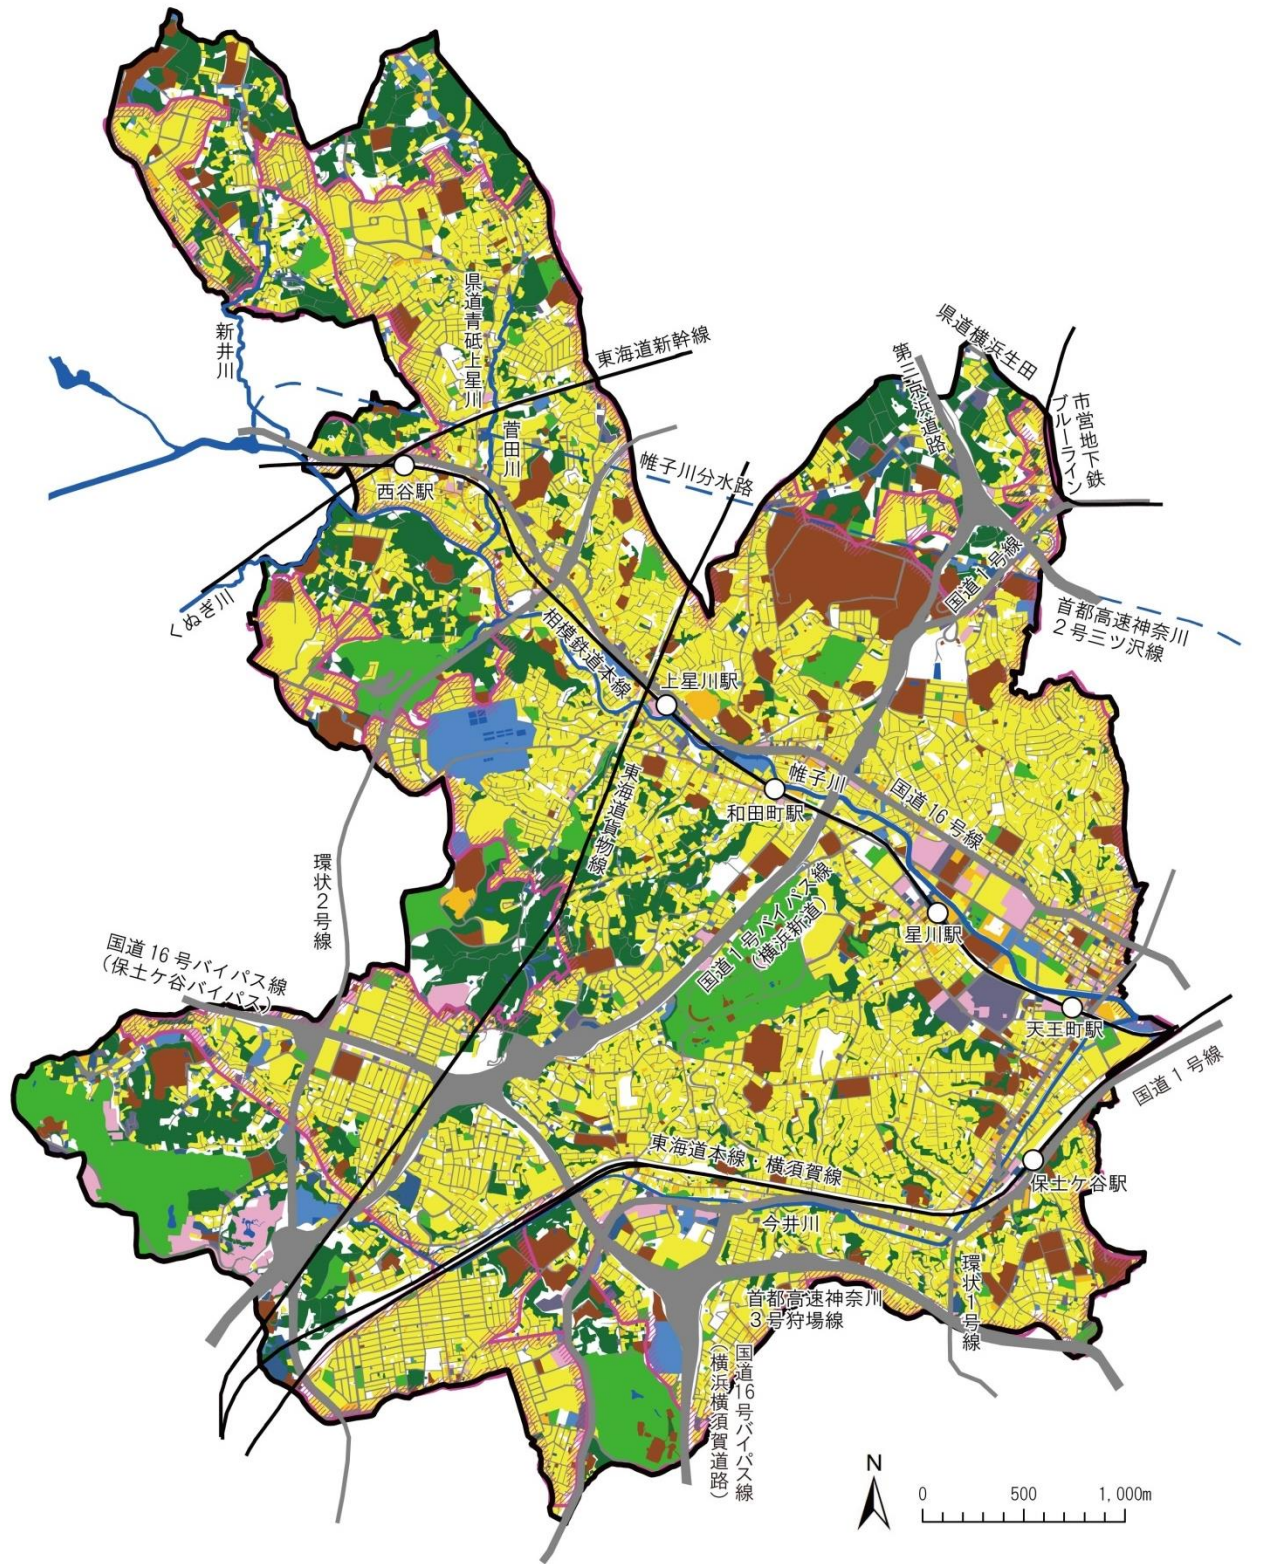 新井川
県道青砥上星川
東海道新幹線
菅田川
西谷駅
くぬぎ川
帷子川分水路
第三京浜道路
県道横浜生田
市営地下鉄
ブルーライン
国道1号線
首都高速神奈川
2号三ツ沢線
相模鉄道本線
上星川駅
東海道貨物線
和田町駅
帷子川
国道16号線
星川駅
天王町駅
国道1号線
国道1号バイパス線
(横浜新道)
環状2号線
国道16号バイパス線
(保土ケ谷バイパス)
東海道本線・横須賀線
保土ケ谷駅
今井川
環状1号線
首都高速神奈川
3号狩場線
国道16号バイパス線
(横浜横須賀道路)
N
0 500 1,000m